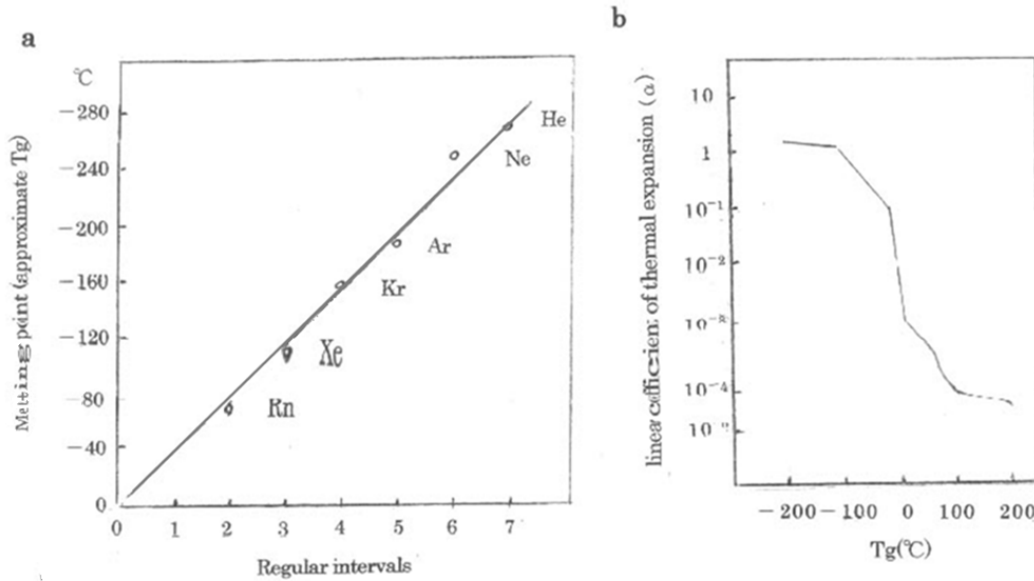 a
℃
−280
−240
−200
−160
−120
−80
−40
0
Melting point (approximate Tg)
He
Ne
Ar
Kr
Xe
Rn
0 1 2 3 4 5 6 7
Regular intervals
b
linear cefficient of thermal expansion (α)
10
1
10⁻¹
10⁻²
10⁻⁴
−200 −100 0 100 200
Tg(℃)